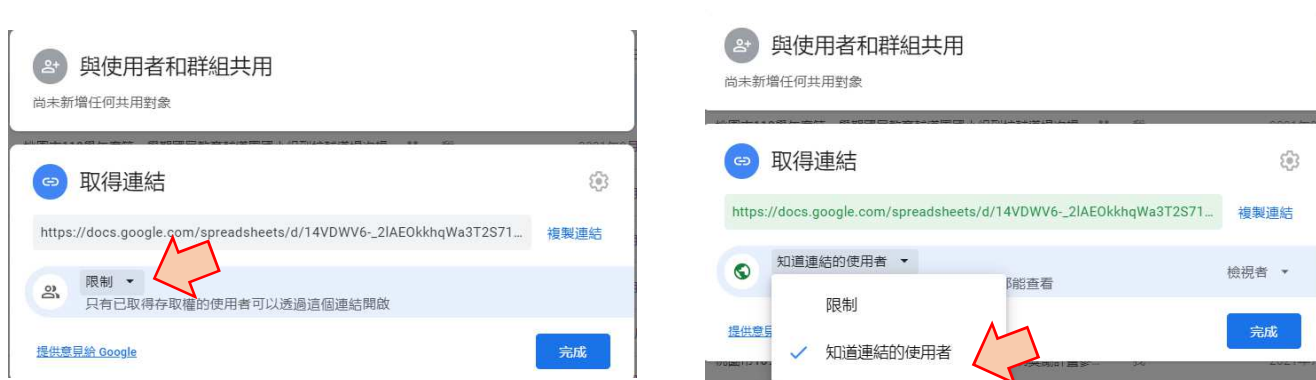 與使用者和群組共用
尚未新增任何共用對象
取得連結
https://docs.google.com/spreadsheets/d/14VDWV6-_2lAEOkkhqWa3T2S71...
複製連結
限制
只有已取得存取權的使用者可以透過這個連結開啟
提供意見給 Google
完成
與使用者和群組共用
尚未新增任何共用對象
取得連結
https://docs.google.com/spreadsheets/d/14VDWV6-_2lAEOkkhqWa3T2S71...
複製連結
知道連結的使用者
能查看
檢視者
限制
提供意見
完成
知道連結的使用者